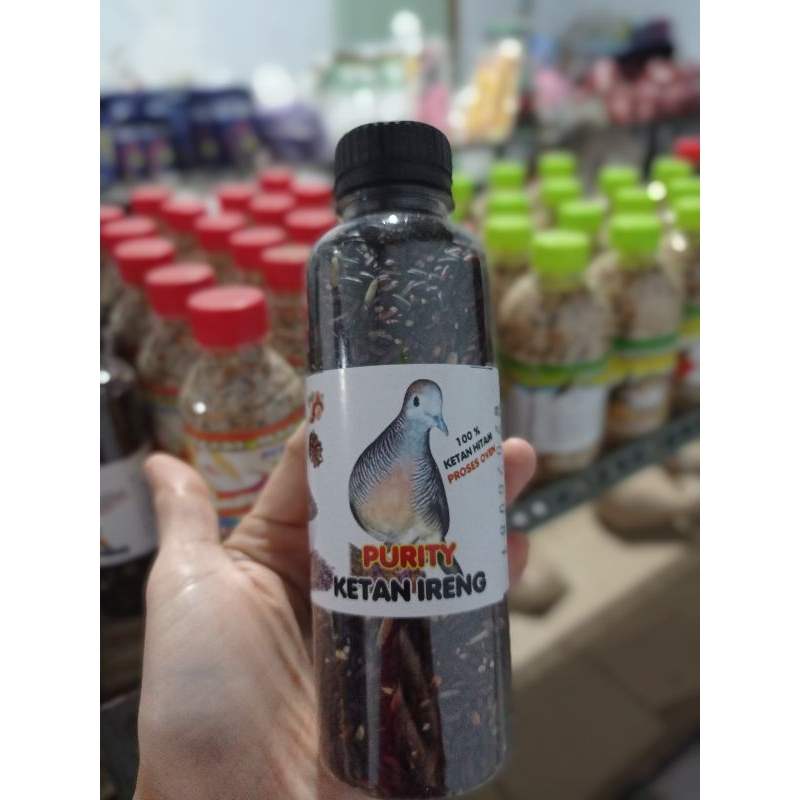 100 %
KETAN HITAM
PROSES OVEN
PURITY
KETAN IRENG